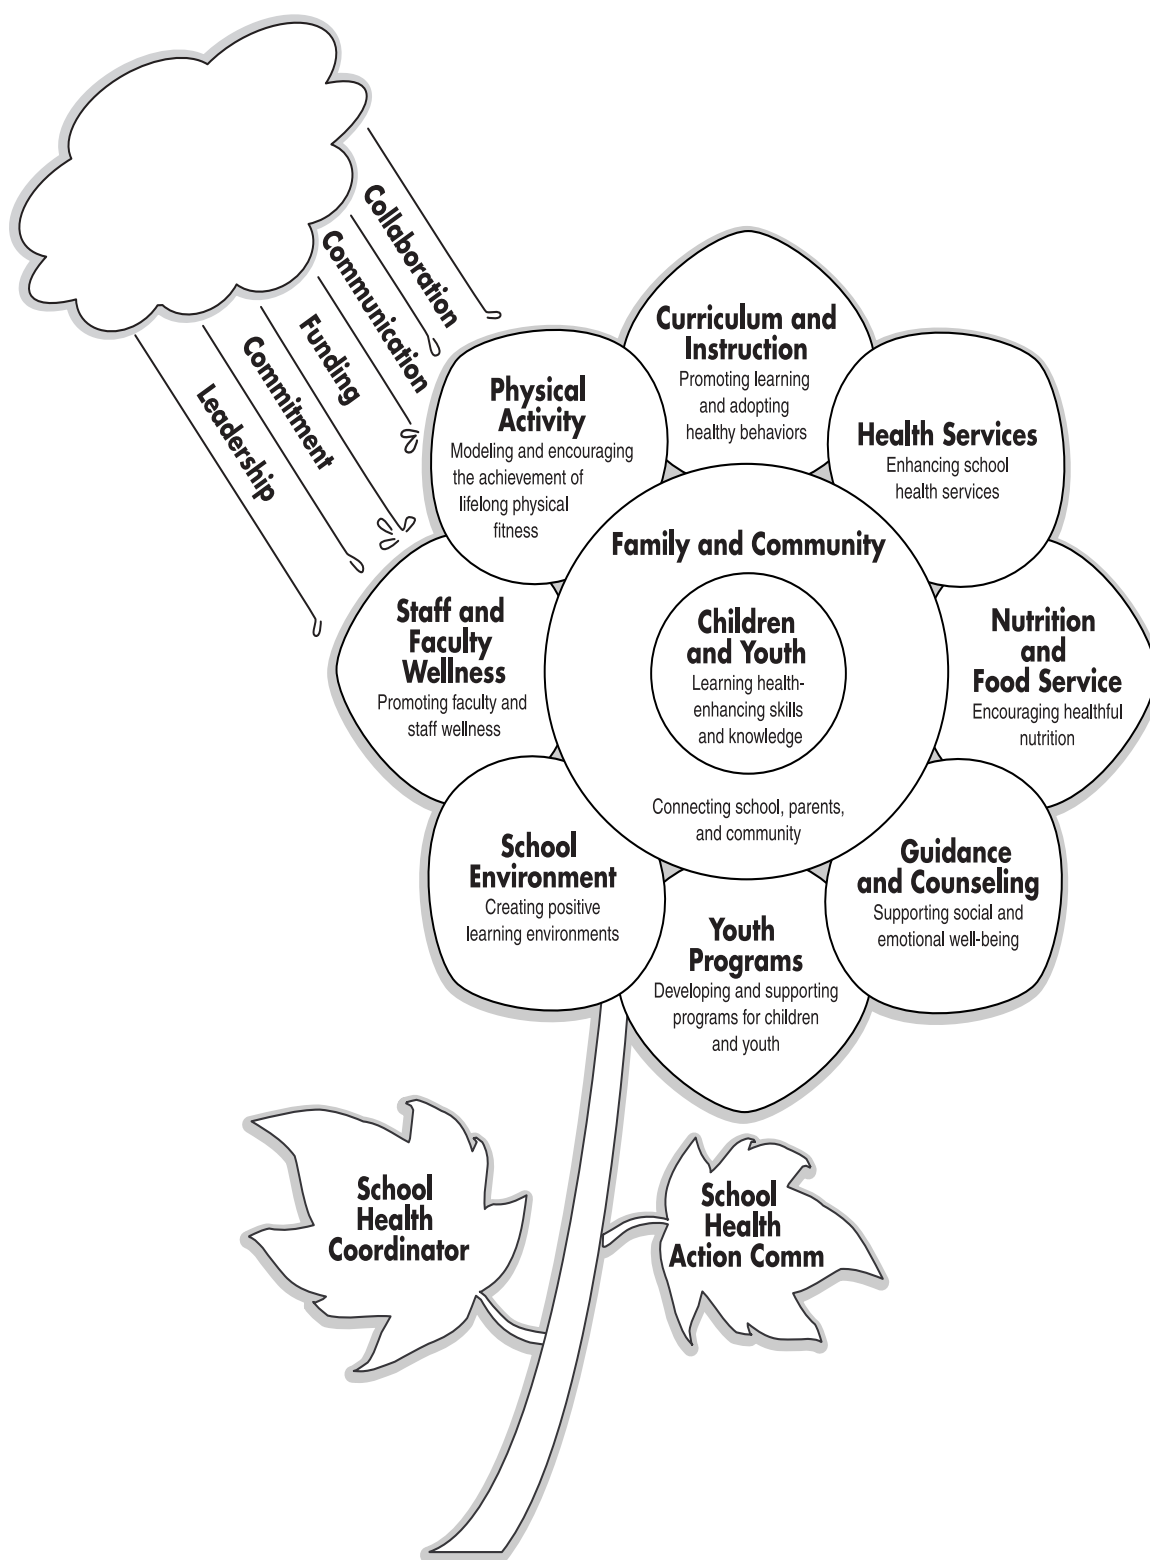 Collaboration
Communication
Funding
Commitment
Leadership
Curriculum and
Instruction
Promoting learning
and adopting
healthy behaviors
Physical
Activity
Modeling and encouraging
the achievement of
lifelong physical
fitness
Health Services
Enhancing school
health services
Family and Community
Children
and Youth
Learning health-
enhancing skills
and knowledge
Connecting school, parents,
and community
Staff and
Faculty
Wellness
Promoting faculty and
staff wellness
Nutrition
and
Food Service
Encouraging healthful
nutrition
School
Environment
Creating positive
learning environments
Guidance
and Counseling
Supporting social and
emotional well-being
Youth
Programs
Developing and supporting
programs for children
and youth
School
Health
Coordinator
School
Health
Action Comm